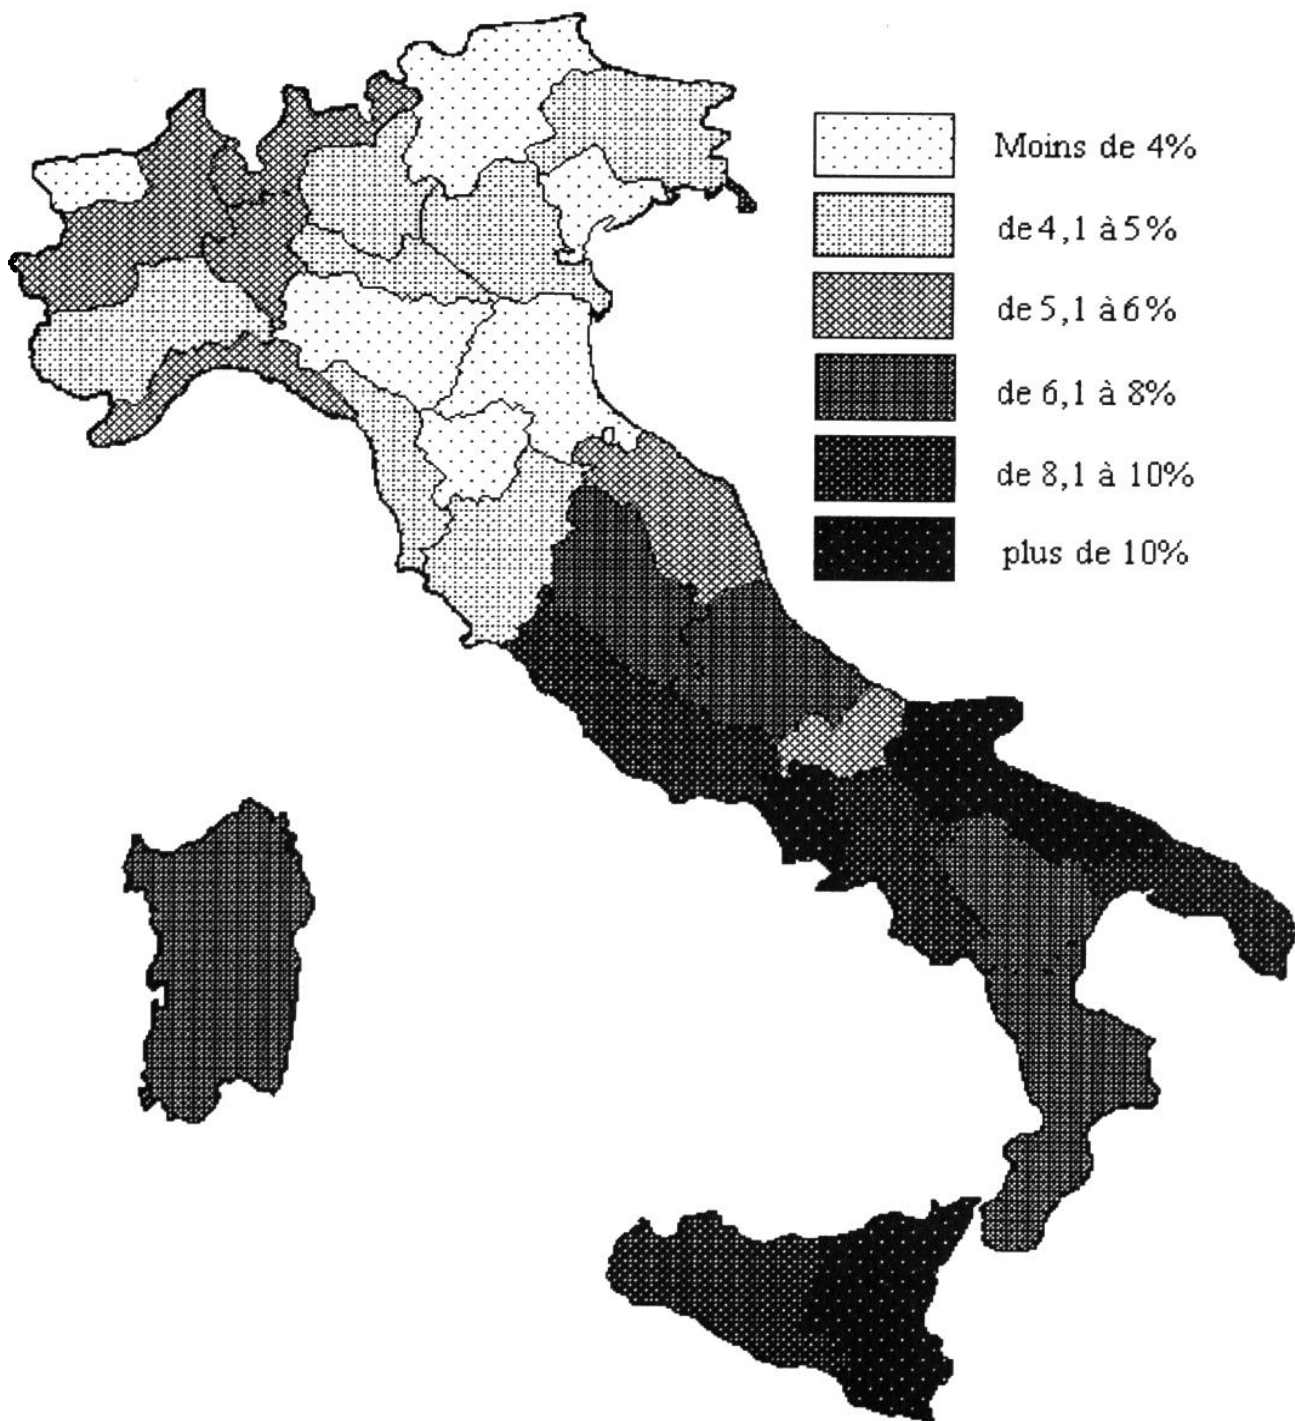 Moins de 4%
de 4,1 à 5%
de 5,1 à 6%
de 6,1 à 8%
de 8,1 à 10%
plus de 10%